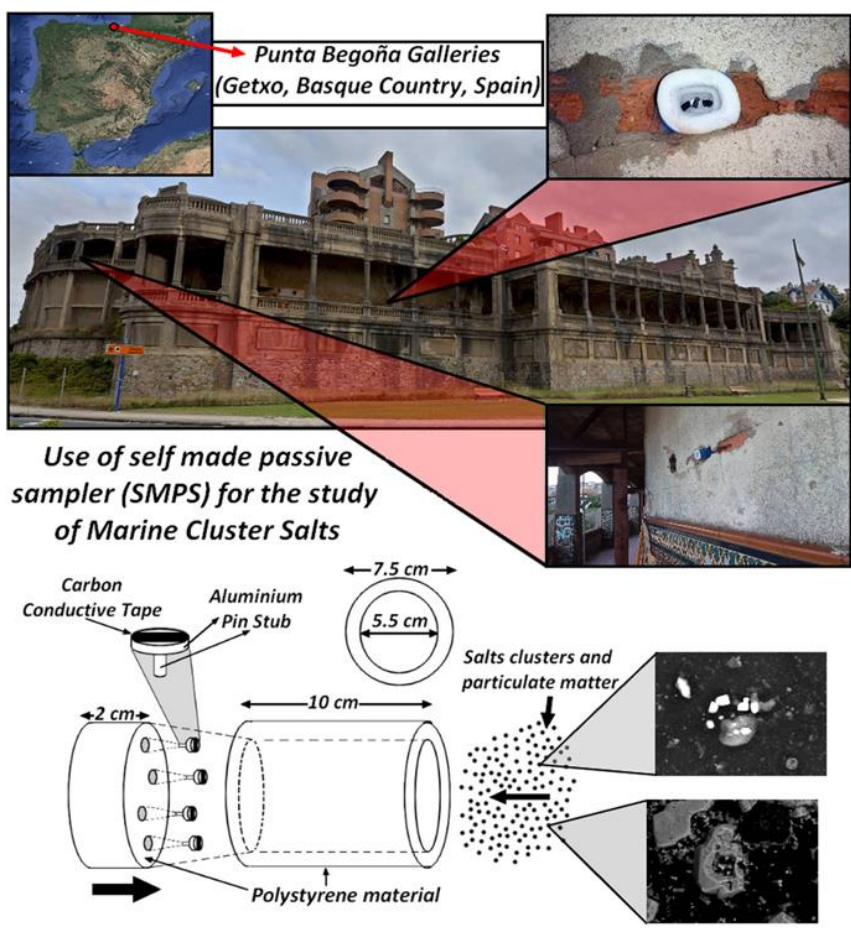 Punta Begoña Galleries
(Getxo, Basque Country, Spain)
Use of self made passive
sampler (SMPS) for the study
of Marine Cluster Salts
Carbon
Conductive Tape
Aluminium
Pin Stub
7.5 cm
5.5 cm
2 cm
10 cm
Salts clusters and
particulate matter
Polystyrene material